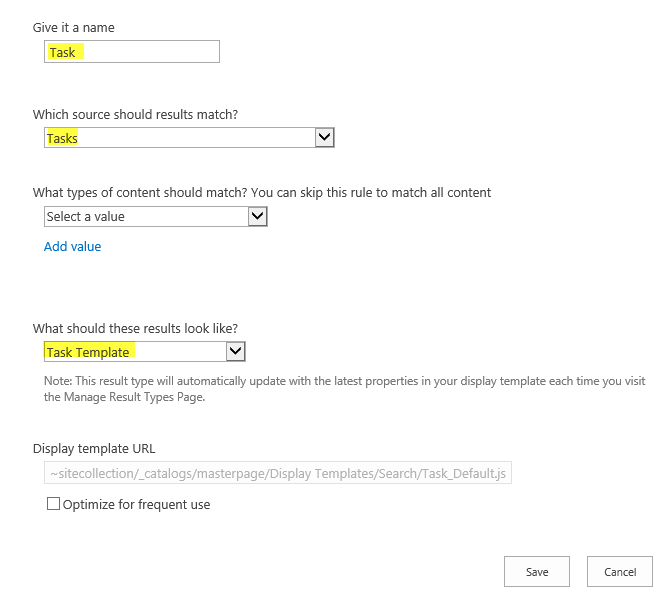 Give it a name
Task
Which source should results match?
Tasks
What types of content should match? You can skip this rule to match all content
Select a value
Add value
What should these results look like?
Task Template
Note: This result type will automatically update with the latest properties in your display template each time you visit
the Manage Result Types Page.
Display template URL
~sitecollection/_catalogs/masterpage/Display Templates/Search/Task_Default.js
Optimize for frequent use
Save Cancel